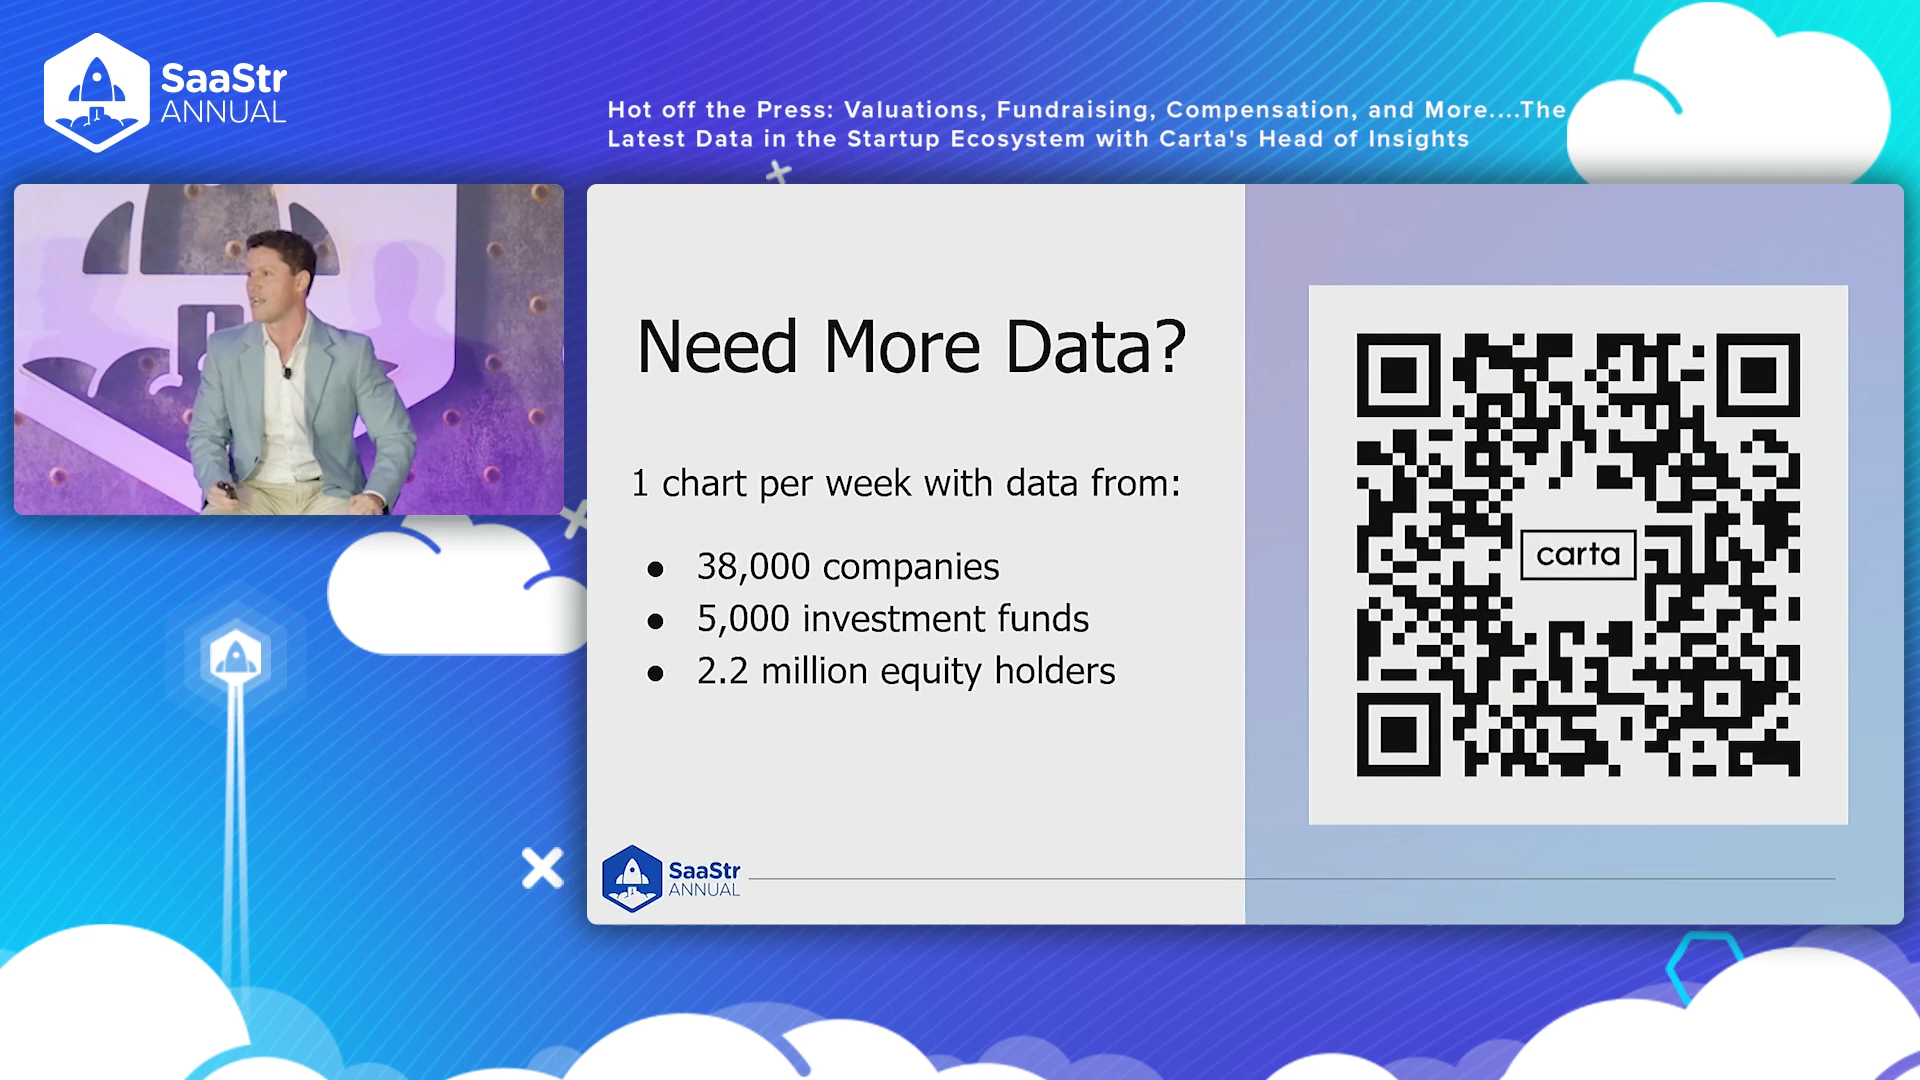 SaaStr
ANNUAL
Hot off the Press: Valuations, Fundraising, Compensation, and More....The
Latest Data in the Startup Ecosystem with Carta's Head of Insights
Need More Data?
1 chart per week with data from:
● 38,000 companies
● 5,000 investment funds
● 2.2 million equity holders
carta
SaaStr
ANNUAL